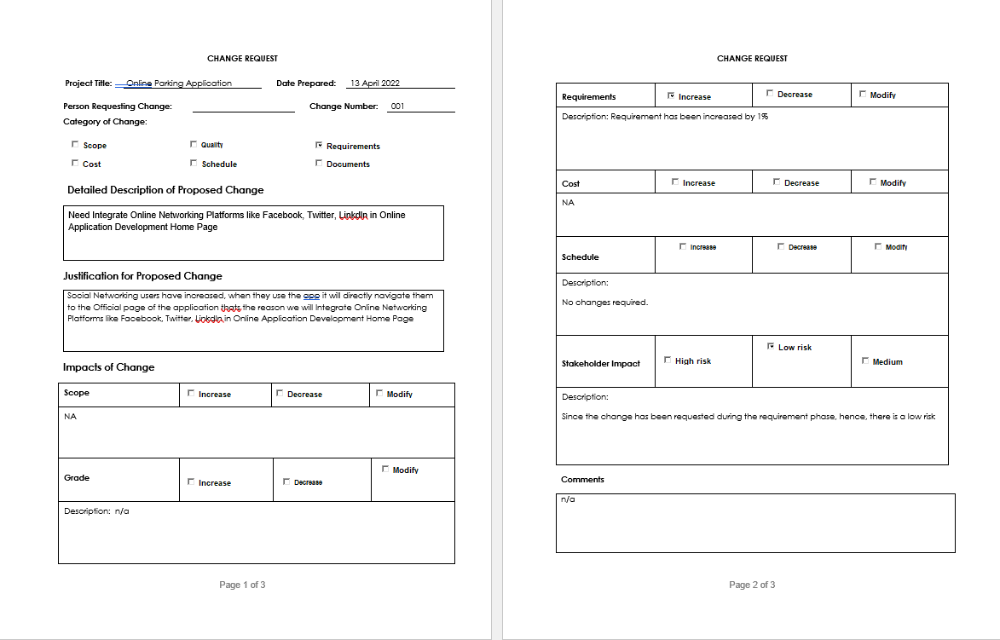 CHANGE REQUEST
Project Title: Online Parking Application Date Prepared: 13 April 2022
Person Requesting Change: Change Number: 001
Category of Change:
Scope Quality Requirements
Cost Schedule Documents
Detailed Description of Proposed Change
Need Integrate Online Networking Platforms like Facebook, Twitter, LinkdIn in Online
Application Development Home Page
Justification for Proposed Change
Social Networking users have increased, when they use the app it will directly navigate them
to the Official page of the application thats the reason we will Integrate Online Networking
Platforms like Facebook, Twitter, LinkdIn in Online Application Development Home Page
Impacts of Change
Scope Increase Decrease Modify
NA
Grade Increase Decrease Modify
Description: n/a
Page 1 of 3
CHANGE REQUEST
Requirements Increase Decrease Modify
Description: Requirement has been increased by 1%
Cost Increase Decrease Modify
NA
Schedule Increase Decrease Modify
Description:
No changes required.
Stakeholder Impact High risk Low risk Medium
Description:
Since the change has been requested during the requirement phase, hence, there is a low risk
Comments
n/a
Page 2 of 3